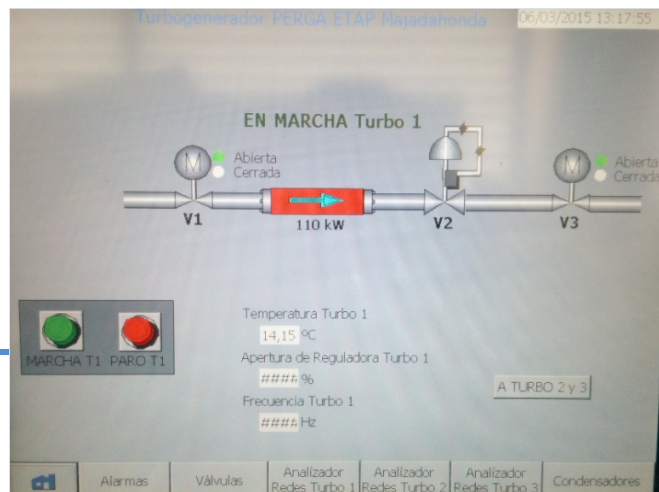 Turbogenerador PERGA ETAP Majadahonda
06/03/2015 13:17:55
EN MARCHA Turbo 1
M
Abierta
Cerrada
M
Abierta
Cerrada
V1
110 kW
V2
V3
Temperatura Turbo 1
14,15 ºC
Apertura de Reguladora Turbo 1
#### %
Frecuencia Turbo 1
#### Hz
MARCHA T1
PARO T1
A TURBO 2 y 3
Alarmas
Válvulas
Analizador
Redes Turbo 1
Analizador
Redes Turbo 2
Analizador
Redes Turbo 3
Condensadores